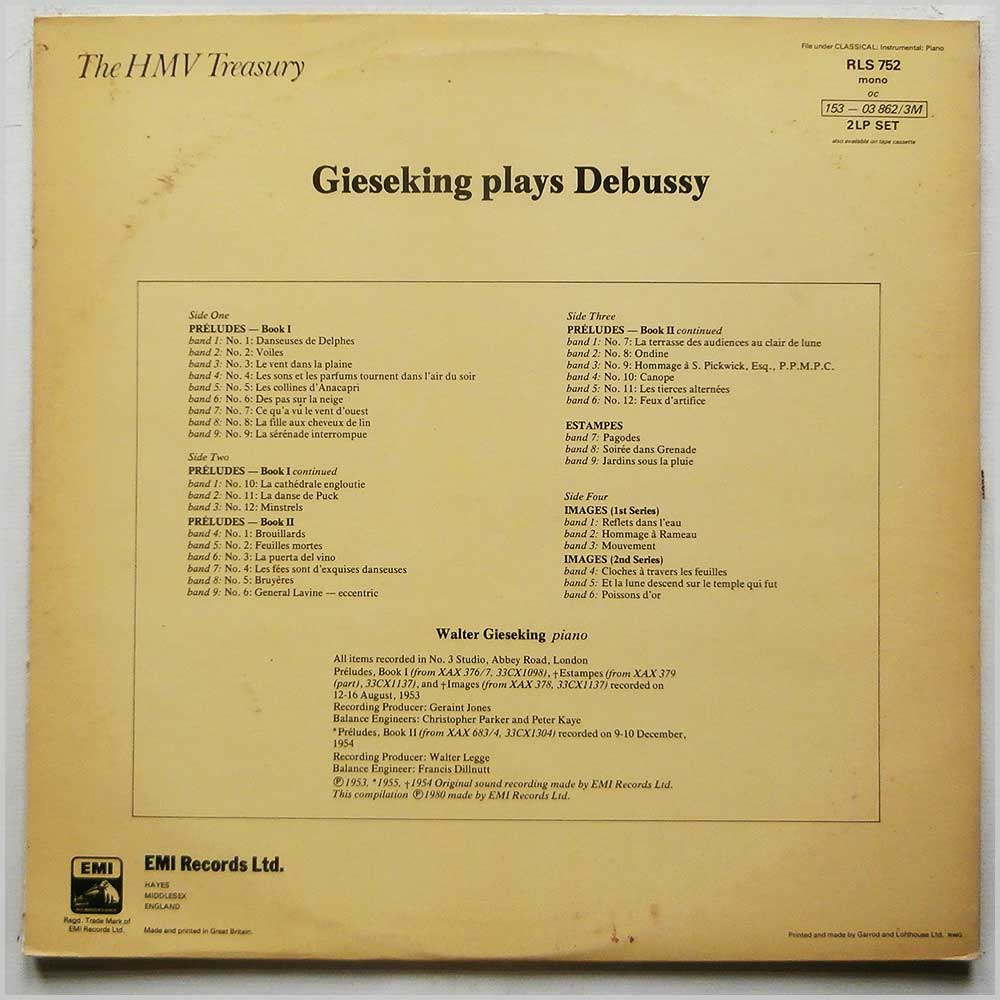 The HMV Treasury
File under CLASSICAL: Instrumental: Piano
RLS 752
mono
OC
153 – 03 862/3M
2LP SET
also available on tape cassette
Gieseking plays Debussy
Side One
PRÉLUDES — Book I
band 1: No. 1: Danseuses de Delphes
band 2: No. 2: Voiles
band 3: No. 3: Le vent dans la plaine
band 4: No. 4: Les sons et les parfums tournent dans l'air du soir
band 5: No. 5: Les collines d'Anacapri
band 6: No. 6: Des pas sur la neige
band 7: No. 7: Ce qu'a vu le vent d'ouest
band 8: No. 8: La fille aux cheveux de lin
band 9: No. 9: La sérénade interrompue
Side Two
PRÉLUDES — Book I continued
band 1: No. 10: La cathédrale engloutie
band 2: No. 11: La danse de Puck
band 3: No. 12: Minstrels
PRÉLUDES — Book II
band 4: No. 1: Brouillards
band 5: No. 2: Feuilles mortes
band 6: No. 3: La puerta del vino
band 7: No. 4: Les fées sont d'exquises danseuses
band 8: No. 5: Bruyéres
band 9: No. 6: General Lavine — eccentric
Side Three
PRÉLUDES — Book II continued
band 1: No. 7: La terrasse des audiences au clair de lune
band 2: No. 8: Ondine
band 3: No. 9: Hommage à S. Pickwick, Esq., P.P.M.P.C.
band 4: No. 10: Canope
band 5: No. 11: Les tierces alternées
band 6: No. 12: Feux d'artifice
ESTAMPES
band 7: Pagodes
band 8: Soirée dans Grenade
band 9: Jardins sous la pluie
Side Four
IMAGES (1st Series)
band 1: Reflets dans l'eau
band 2: Hommage à Rameau
band 3: Mouvement
IMAGES (2nd Series)
band 4: Cloches à travers les feuilles
band 5: Et la lune descend sur le temple qui fut
band 6: Poissons d'or
Walter Gieseking piano
All items recorded in No. 3 Studio, Abbey Road, London
Préludes, Book I (from XAX 376/7, 33CX1098), †Estampes (from XAX 379
(part), 33CX1137), and †Images (from XAX 378, 33CX1137) recorded on
12-16 August, 1953
Recording Producer: Geraint Jones
Balance Engineers: Christopher Parker and Peter Kaye
*Préludes, Book II (from XAX 683/4, 33CX1304) recorded on 9-10 December,
1954
Recording Producer: Walter Legge
Balance Engineer: Francis Dillnutt
Ⓟ1953, *1955, †1954 Original sound recording made by EMI Records Ltd.
This compilation Ⓟ1980 made by EMI Records Ltd.
EMI
Regd. Trade Mark of
EMI Records Ltd.
EMI Records Ltd.
HAYES
MIDDLESEX
ENGLAND
Made and printed in Great Britain.
Printed and made by Garrod and Lofthouse Ltd.